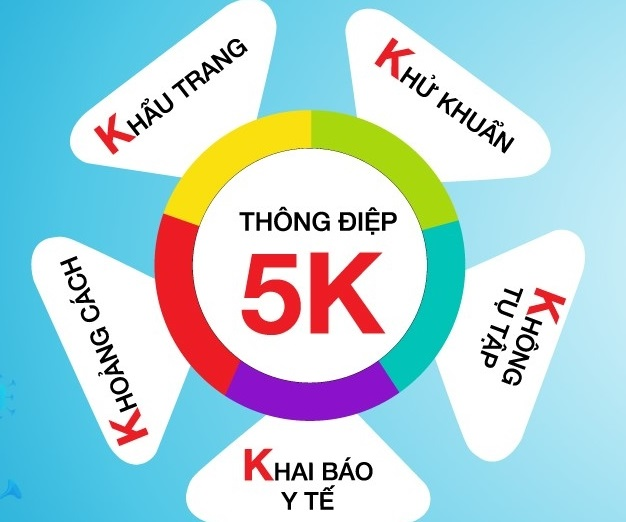 THÔNG ĐIỆP
5K
KHẨU TRANG
KHỬ KHUẨN
KHOẢNG CÁCH
KHÔNG
TỤ TẬP
KHAI BÁO
Y TẾ